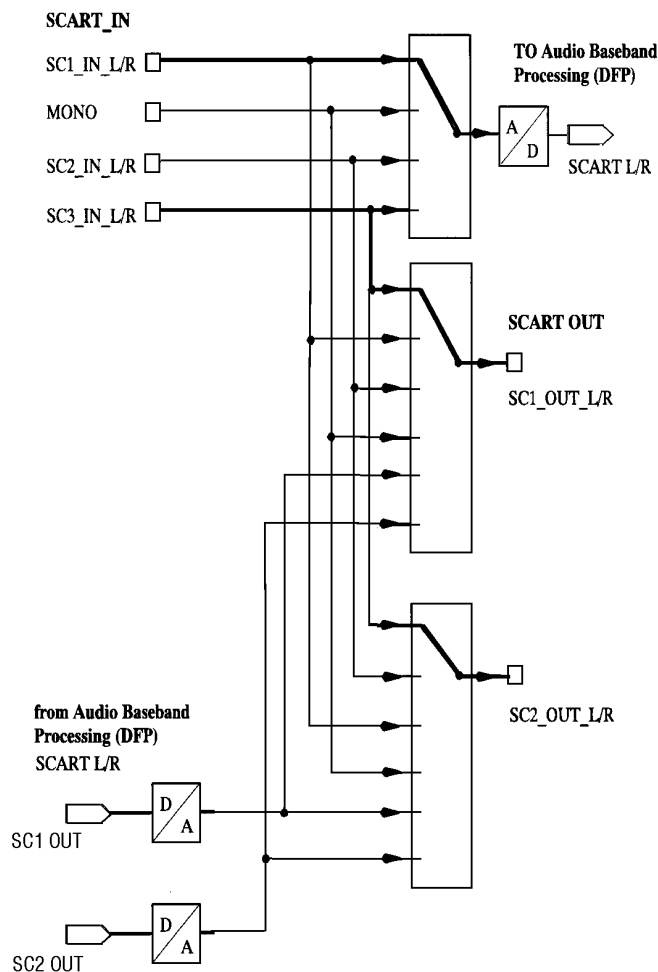 SCART_IN
SC1_IN_L/R
MONO
SC2_IN_L/R
SC3_IN_L/R
TO Audio Baseband
Processing (DFP)
A
D
SCART L/R
SCART OUT
SC1_OUT_L/R
SC2_OUT_L/R
from Audio Baseband
Processing (DFP)
SCART L/R
D
A
SC1 OUT
D
A
SC2 OUT